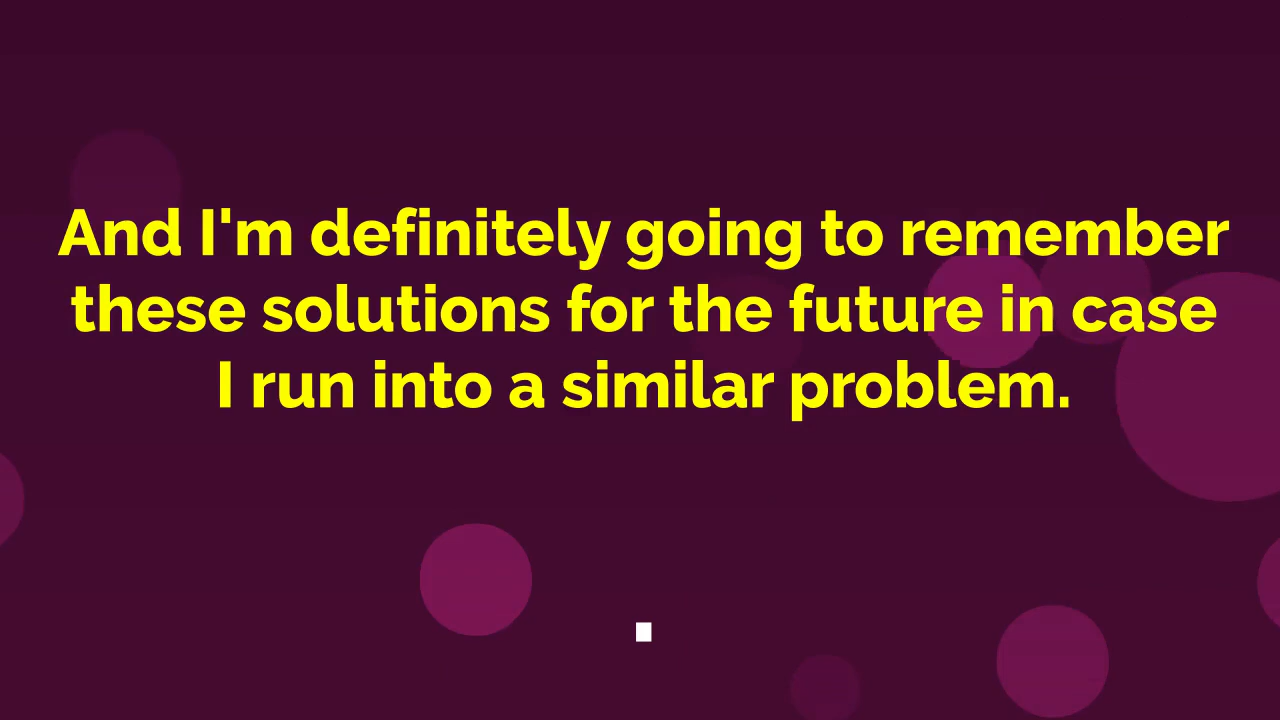 And I'm definitely going to remember
these solutions for the future in case
I run into a similar problem.